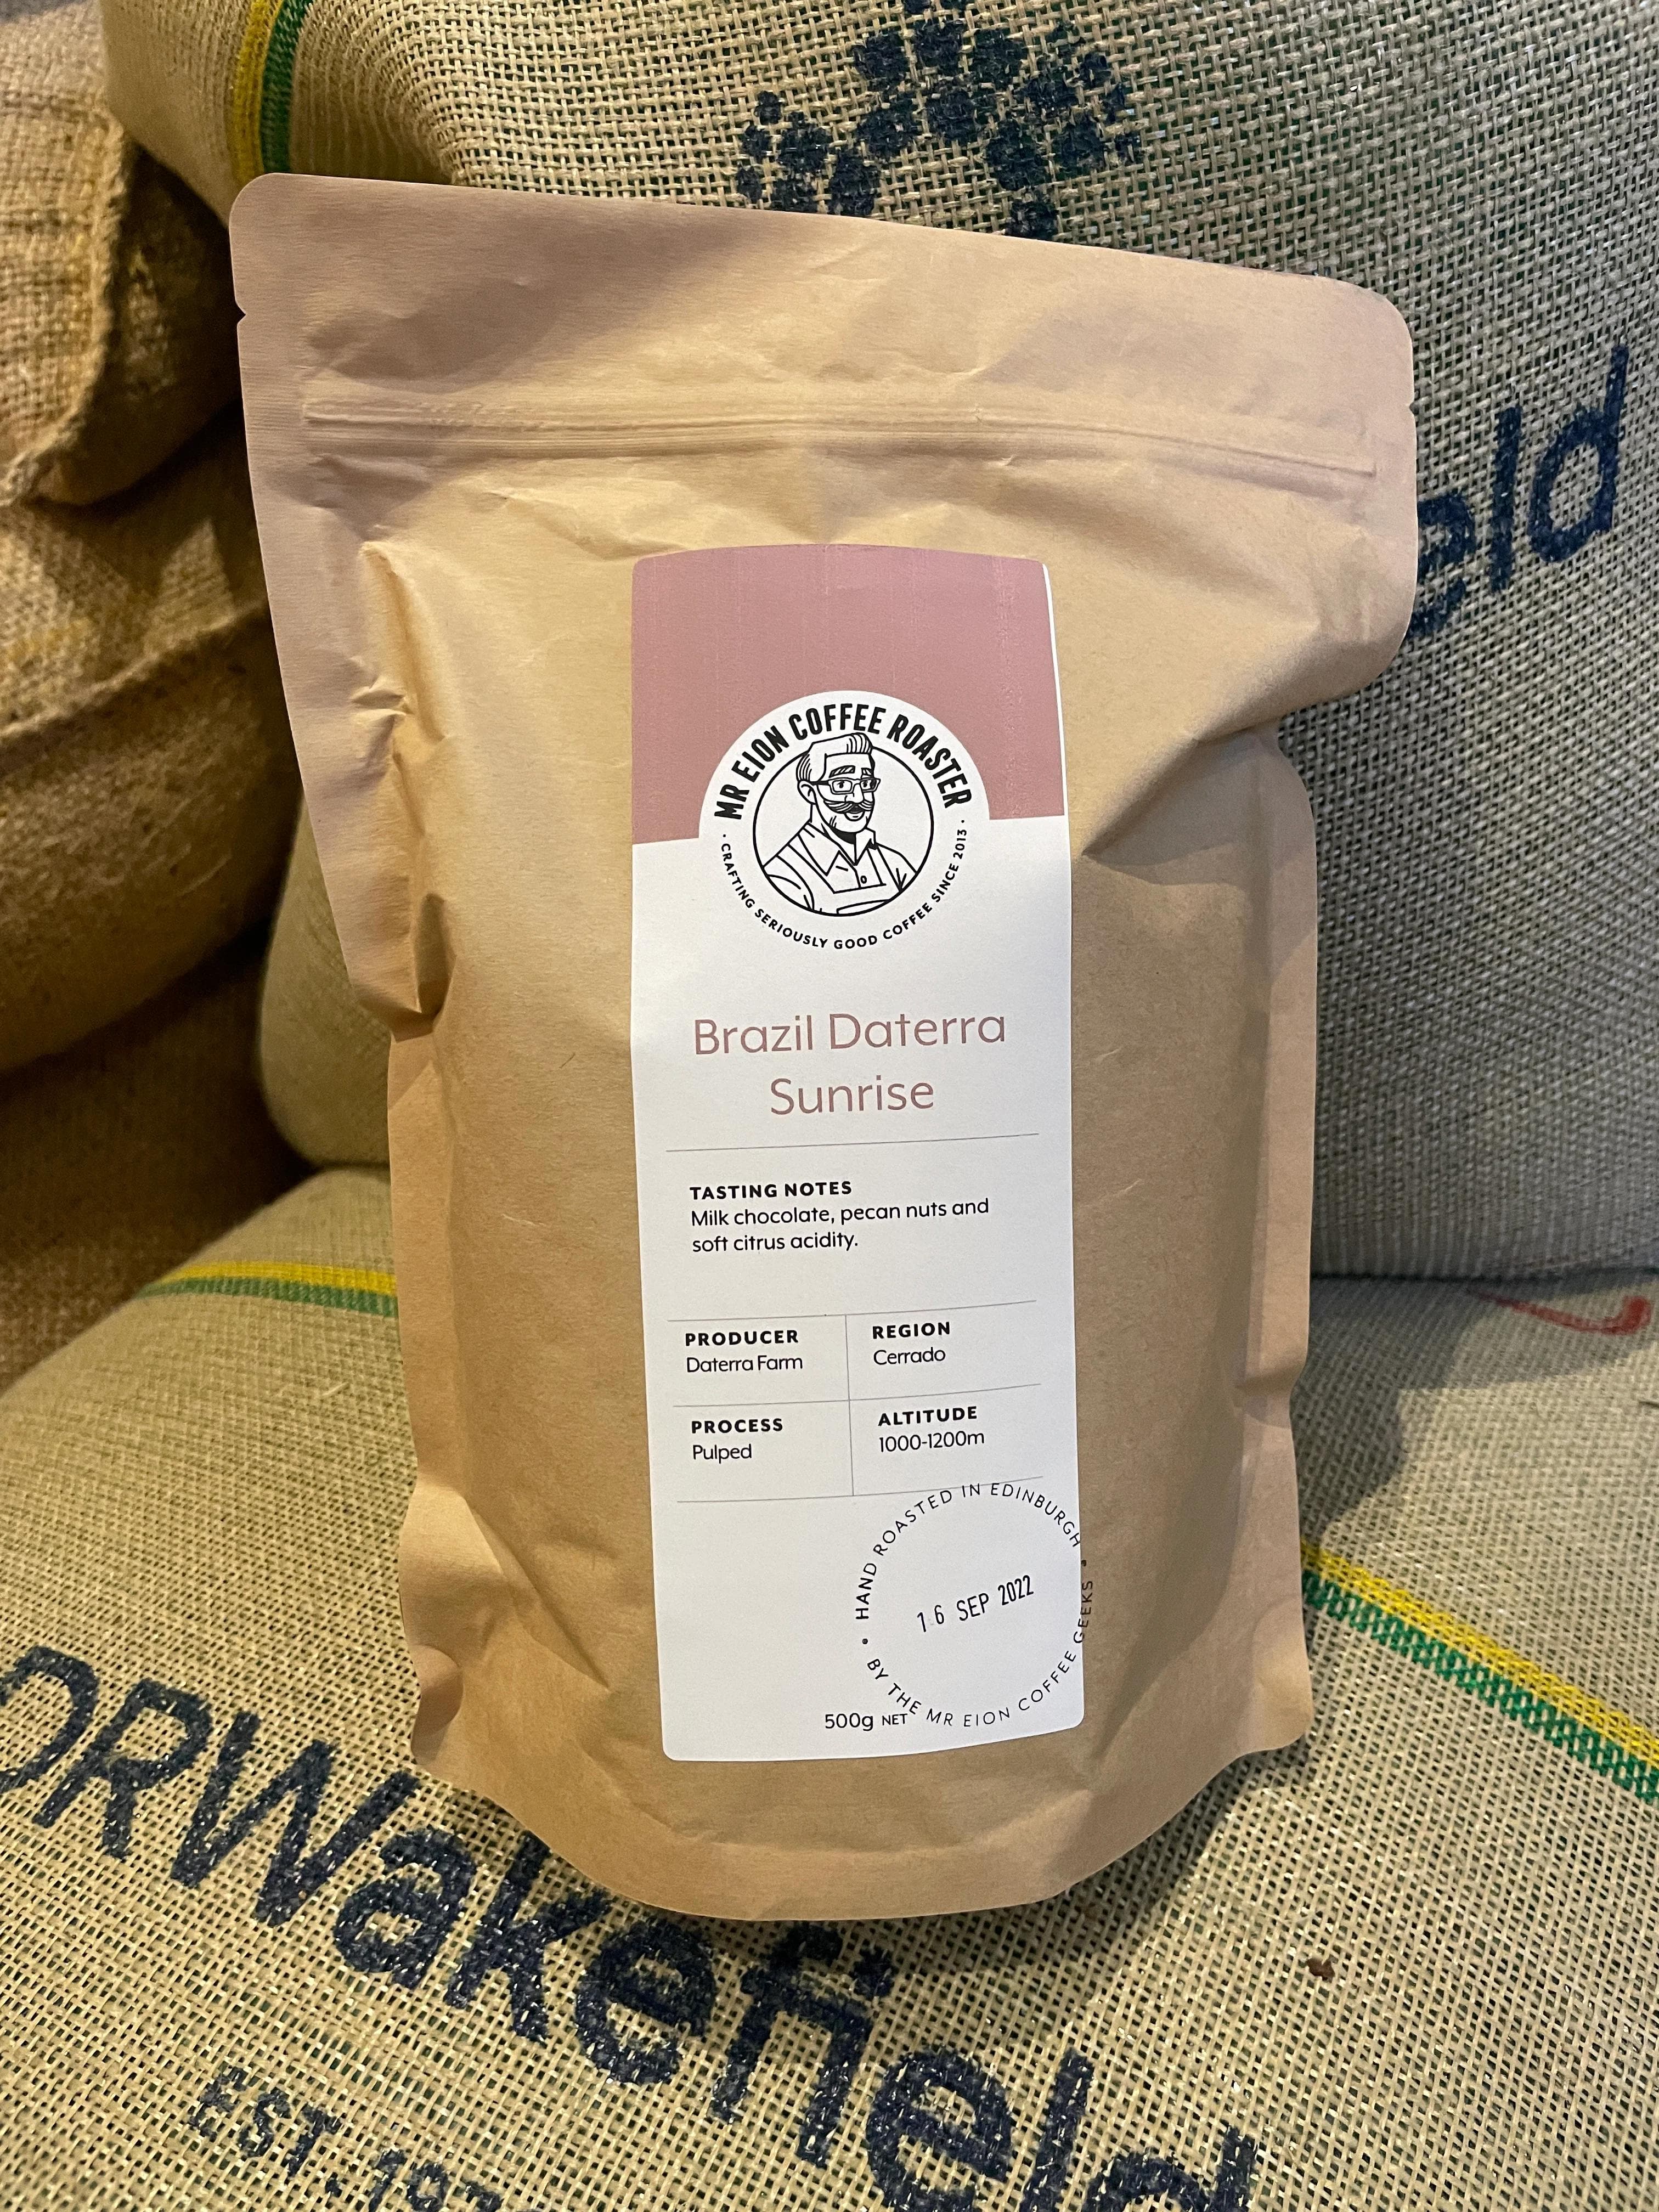 eld
MR EION COFFEE ROASTER
· CRAFTING SERIOUSLY GOOD COFFEE SINCE 2013 ·
Brazil Daterra
Sunrise
TASTING NOTES
Milk chocolate, pecan nuts and
soft citrus acidity.
PRODUCER
Daterra Farm
REGION
Cerrado
PROCESS
Pulped
ALTITUDE
1000-1200m
HAND ROASTED IN EDINBURGH
16 SEP 2022
• BY THE MR EION COFFEE GEEKS •
500g NET
DRWakefield
EST.